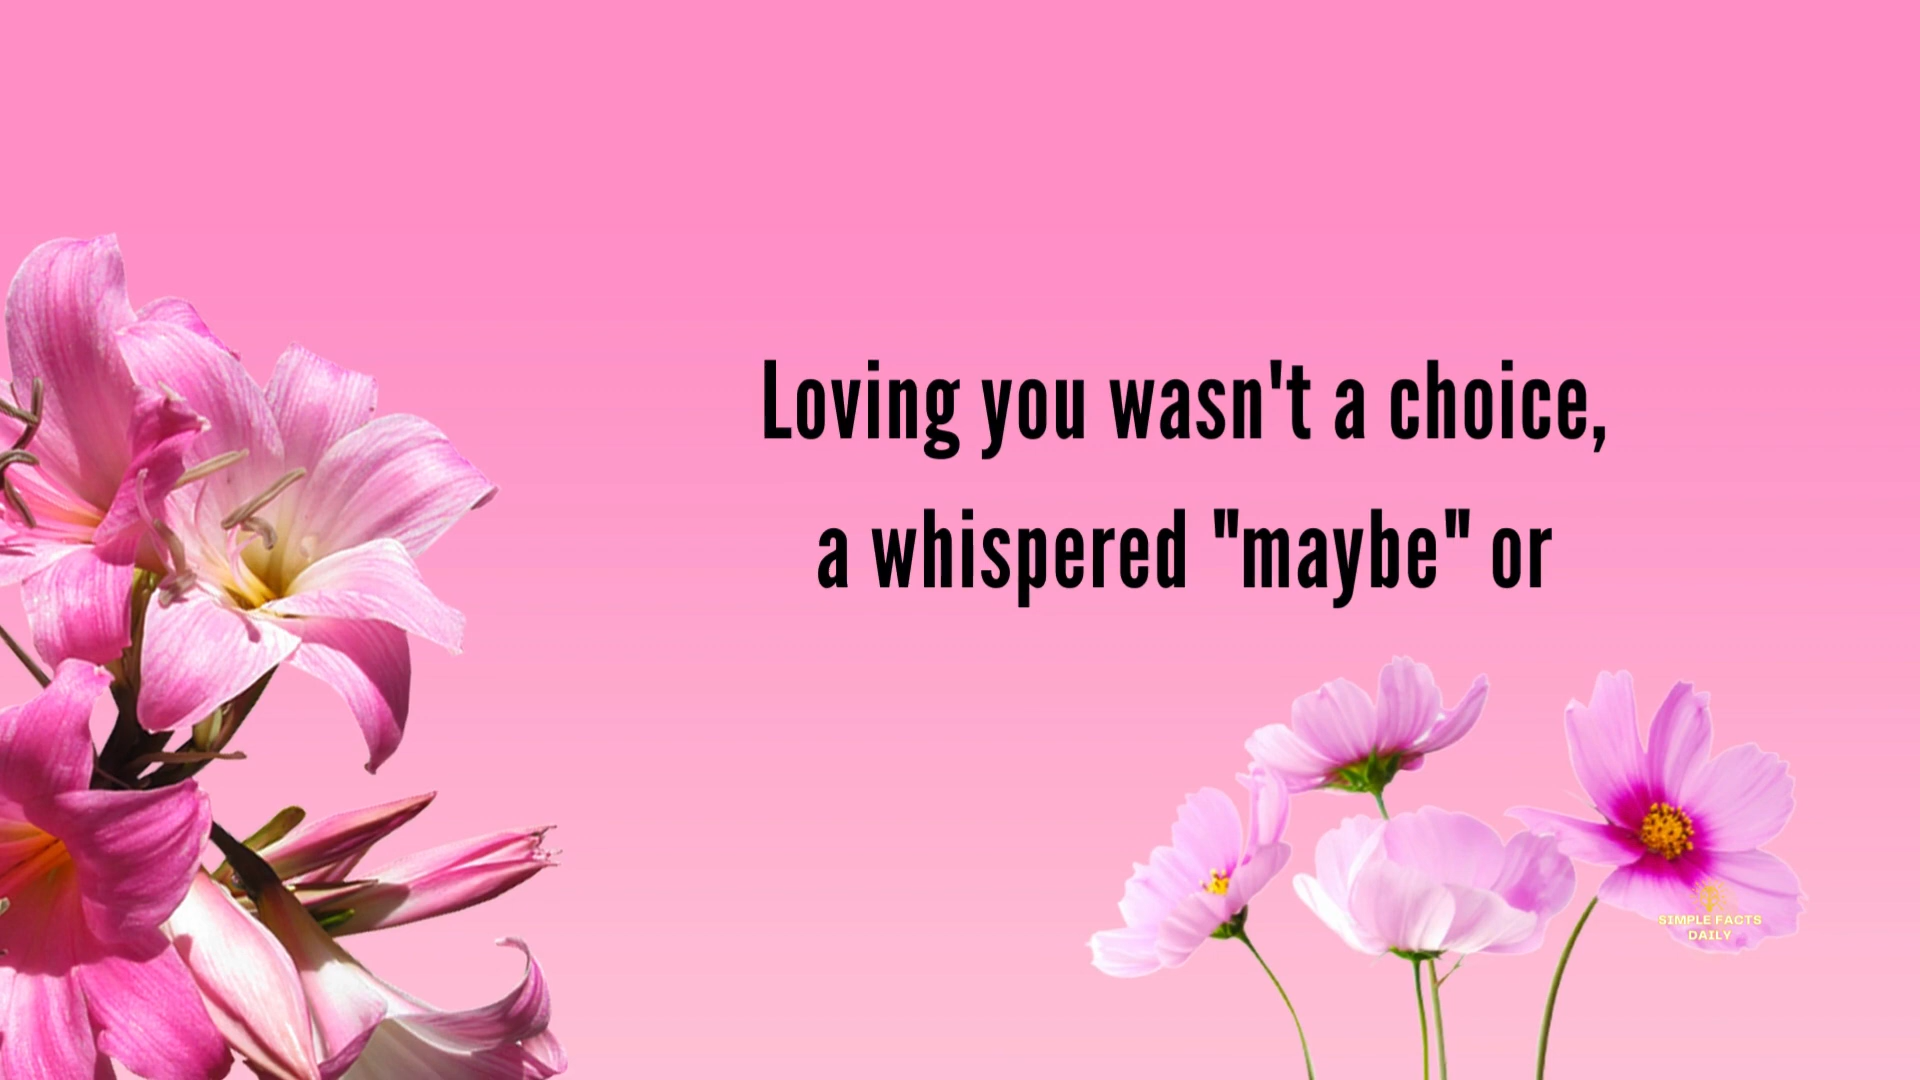 Loving you wasn't a choice,
a whispered "maybe" or
SIMPLE FACTS
DAILY